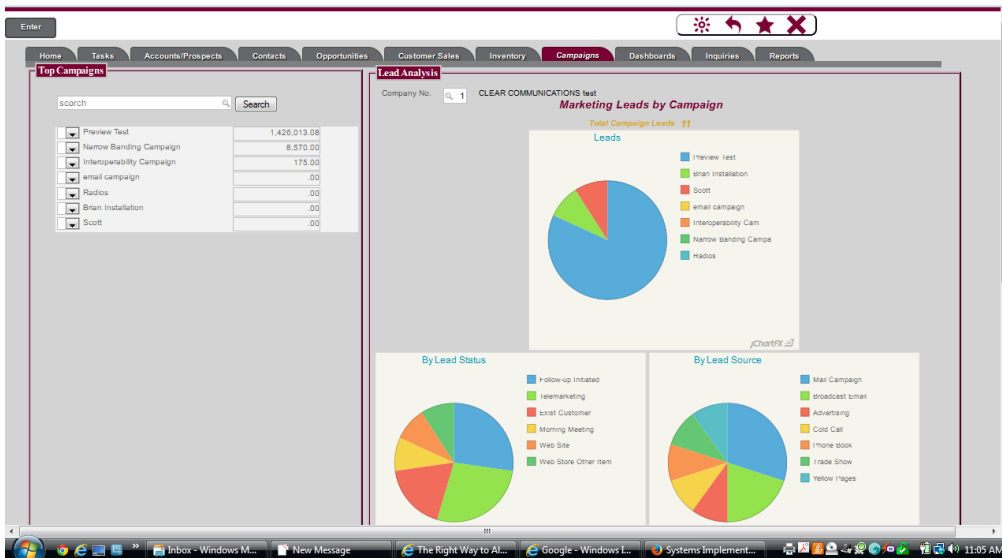 Enter
Home Tasks Accounts/Prospects Contacts Opportunities Customer Sales Inventory Campaigns Dashboards Inquiries Reports
Top Campaigns
search Search
Preview Test 1,426,013.08
Narrow Banding Campaign 8,570.00
Interoperability Campaign 175.00
email campaign .00
Radios .00
Brian Installation .00
Scott .00
Lead Analysis
Company No. 1 CLEAR COMMUNICATIONS test
Marketing Leads by Campaign
Total Campaign Leads 11
Leads
Preview Test
Brian Installation
Scott
email campaign
Interoperability Cam
Narrow Banding Campa
Radios
jChartFX
By Lead Status
Follow-up Initiated
Telemarketing
Exist Customer
Morning Meeting
Web Site
Web Store Other Item
By Lead Source
Mail Campaign
Broadcast Email
Advertising
Cold Call
Phone Book
Trade Show
Yellow Pages
Inbox - Windows M... New Message The Right Way to Al... Google - Windows I... Systems Implement... 11:05 AM